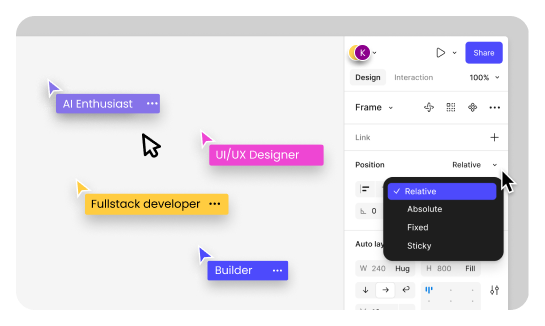 K
Share
Design Interaction 100%
AI Enthusiast
Frame
Link
UI/UX Designer
Position Relative
Relative
Fullstack developer
0
Absolute
Fixed
Sticky
Auto lay
Builder
W 240 Hug H 800 Fill